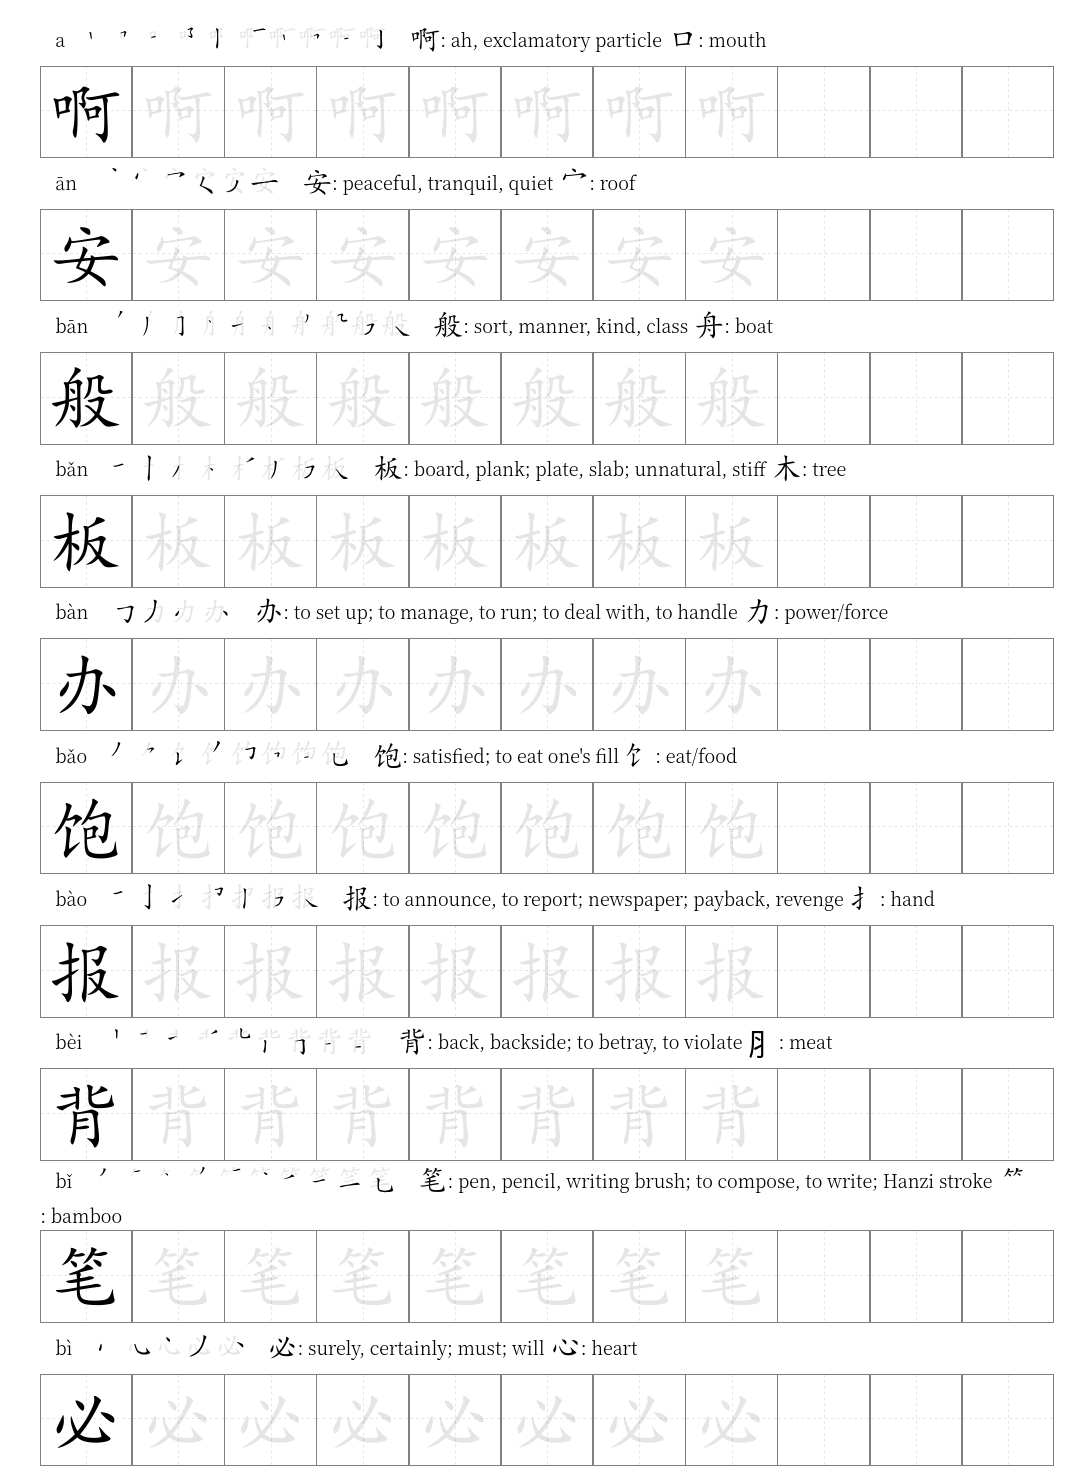 a 啊: ah, exclamatory particle 口: mouth
啊 啊 啊 啊 啊 啊 啊 啊
ān 安: peaceful, tranquil, quiet 宀: roof
安 安 安 安 安 安 安 安
bān 般: sort, manner, kind, class 舟: boat
般 般 般 般 般 般 般 般
bǎn 板: board, plank; plate, slab; unnatural, stiff 木: tree
板 板 板 板 板 板 板 板
bàn 办: to set up; to manage, to run; to deal with, to handle 力: power/force
办 办 办 办 办 办 办 办
bǎo 饱: satisfied; to eat one's fill 饣: eat/food
饱 饱 饱 饱 饱 饱 饱 饱
bào 报: to announce, to report; newspaper; payback, revenge 扌: hand
报 报 报 报 报 报 报 报
bèi 背: back, backside; to betray, to violate ⺼: meat
背 背 背 背 背 背 背 背
bǐ 笔: pen, pencil, writing brush; to compose, to write; Hanzi stroke ⺮
: bamboo
笔 笔 笔 笔 笔 笔 笔 笔
bì 必: surely, certainly; must; will 心: heart
必 必 必 必 必 必 必 必